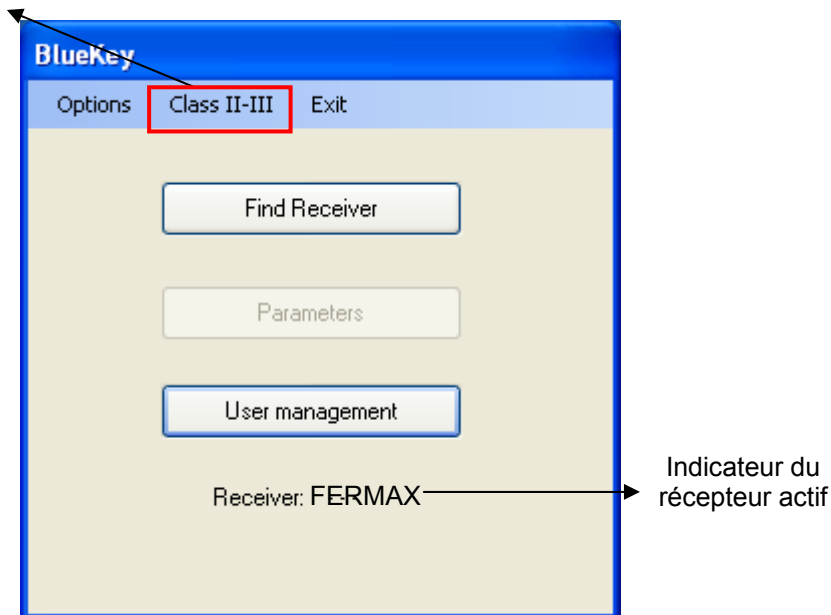 BlueKey
Options Class II-III Exit
Find Receiver
Parameters
User management
Receiver: FERMAX
Indicateur du
récepteur actif